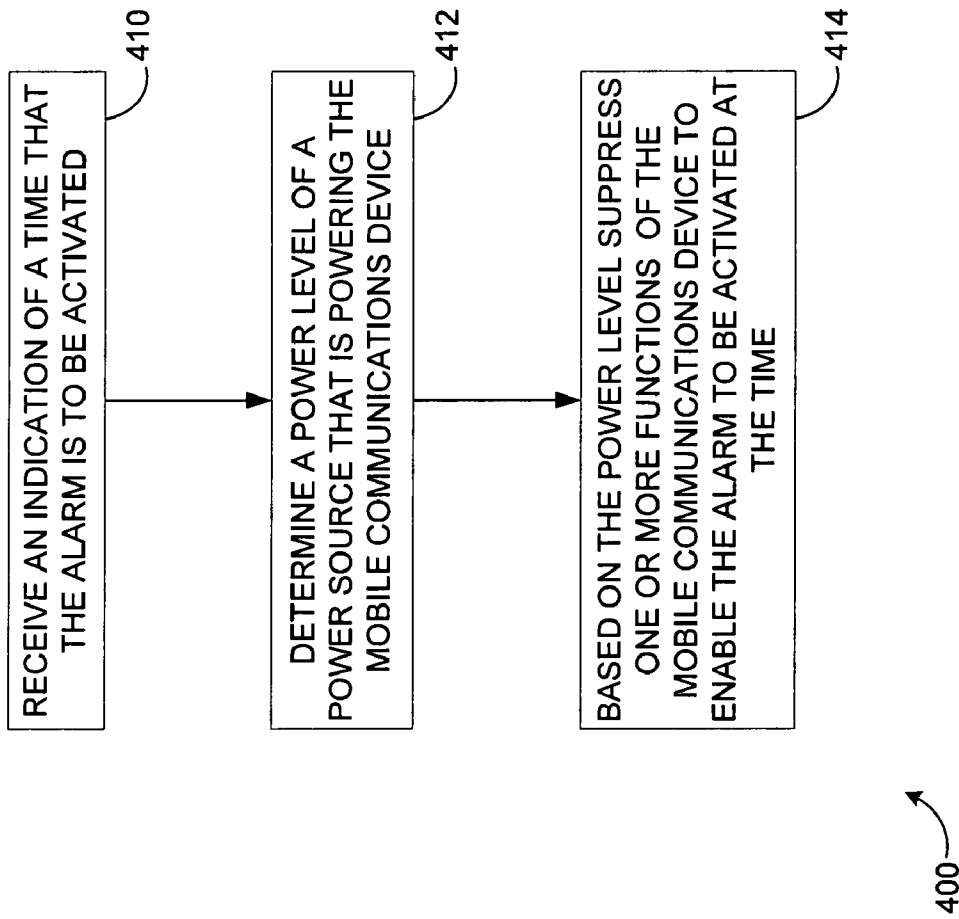 RECEIVE AN INDICATION OF A TIME THAT
THE ALARM IS TO BE ACTIVATED
410
DETERMINE A POWER LEVEL OF A
POWER SOURCE THAT IS POWERING THE
MOBILE COMMUNICATIONS DEVICE
412
BASED ON THE POWER LEVEL SUPPRESS
ONE OR MORE FUNCTIONS OF THE
MOBILE COMMUNICATIONS DEVICE TO
ENABLE THE ALARM TO BE ACTIVATED AT
THE TIME
414
400